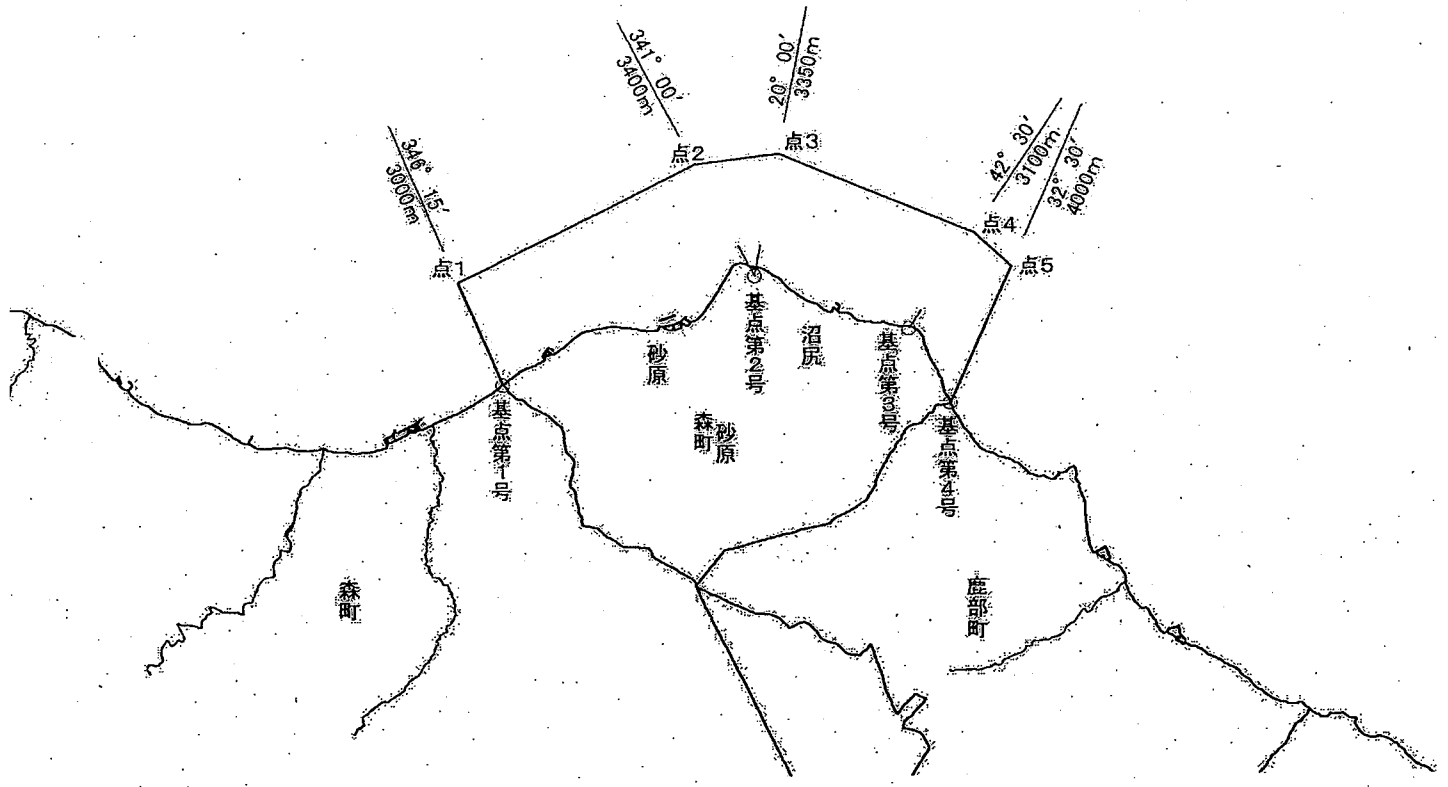 346° 15′
3000m
341° 00′
3400m
20° 00′
3350m
42° 30′
3100m
32° 30′
4000m
点1
点2
点3
点4
点5
基点第1号
基点第2号
基点第3号
基点第4号
砂原
沼尻
森町
砂原
森町
鹿部町